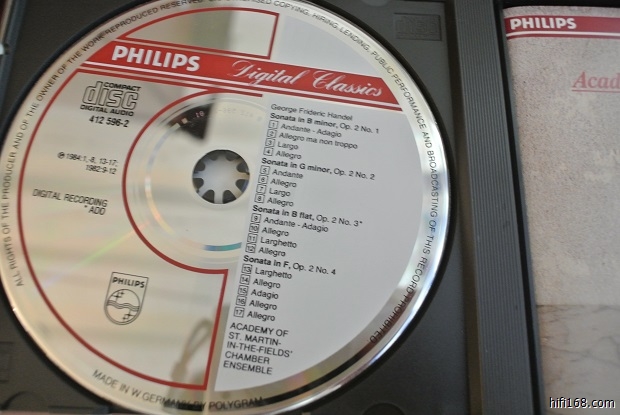 ALL RIGHTS OF THE PRODUCER AND OF THE OWNER OF THE WORK REPRODUCED RESERVED
COPYING, HIRING, LENDING, PUBLIC PERFORMANCE AND BROADCASTING OF THIS RECORD PROHIBITED
PHILIPS Digital Classics
COMPACT
disc
DIGITAL AUDIO
412 596-2
℗ 1984:1,-8, 13-17;
1982:9-12
DIGITAL RECORDING
* ADD
George Frideric Handel
Sonata in B minor, Op. 2 No. 1
1 Andante - Adagio
2 Allegro ma non troppo
3 Largo
4 Allegro
Sonata in G minor, Op. 2 No. 2
5 Andante
6 Allegro
7 Largo
8 Allegro
Sonata in B flat, Op. 2 No. 3*
9 Andante - Adagio
10 Allegro
11 Larghetto
12 Allegro
Sonata in F, Op. 2 No. 4
13 Larghetto
14 Allegro
15 Adagio
16 Allegro
17 Allegro
ACADEMY OF
ST. MARTIN-
IN-THE-FIELDS'
CHAMBER
ENSEMBLE
PHILIPS
MADE IN W GERMANY BY POLYGRAM
PHILIPS
Acade
hifi168.com